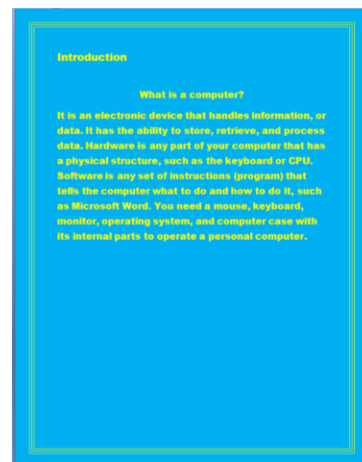 Introduction
What is a computer?
It is an electronic device that handles information, or
data. It has the ability to store, retrieve, and process
data. Hardware is any part of your computer that has
a physical structure, such as the keyboard or CPU.
Software is any set of instructions (program) that
tells the computer what to do and how to do it, such
as Microsoft Word. You need a mouse, keyboard,
monitor, operating system, and computer case with
its internal parts to operate a personal computer.